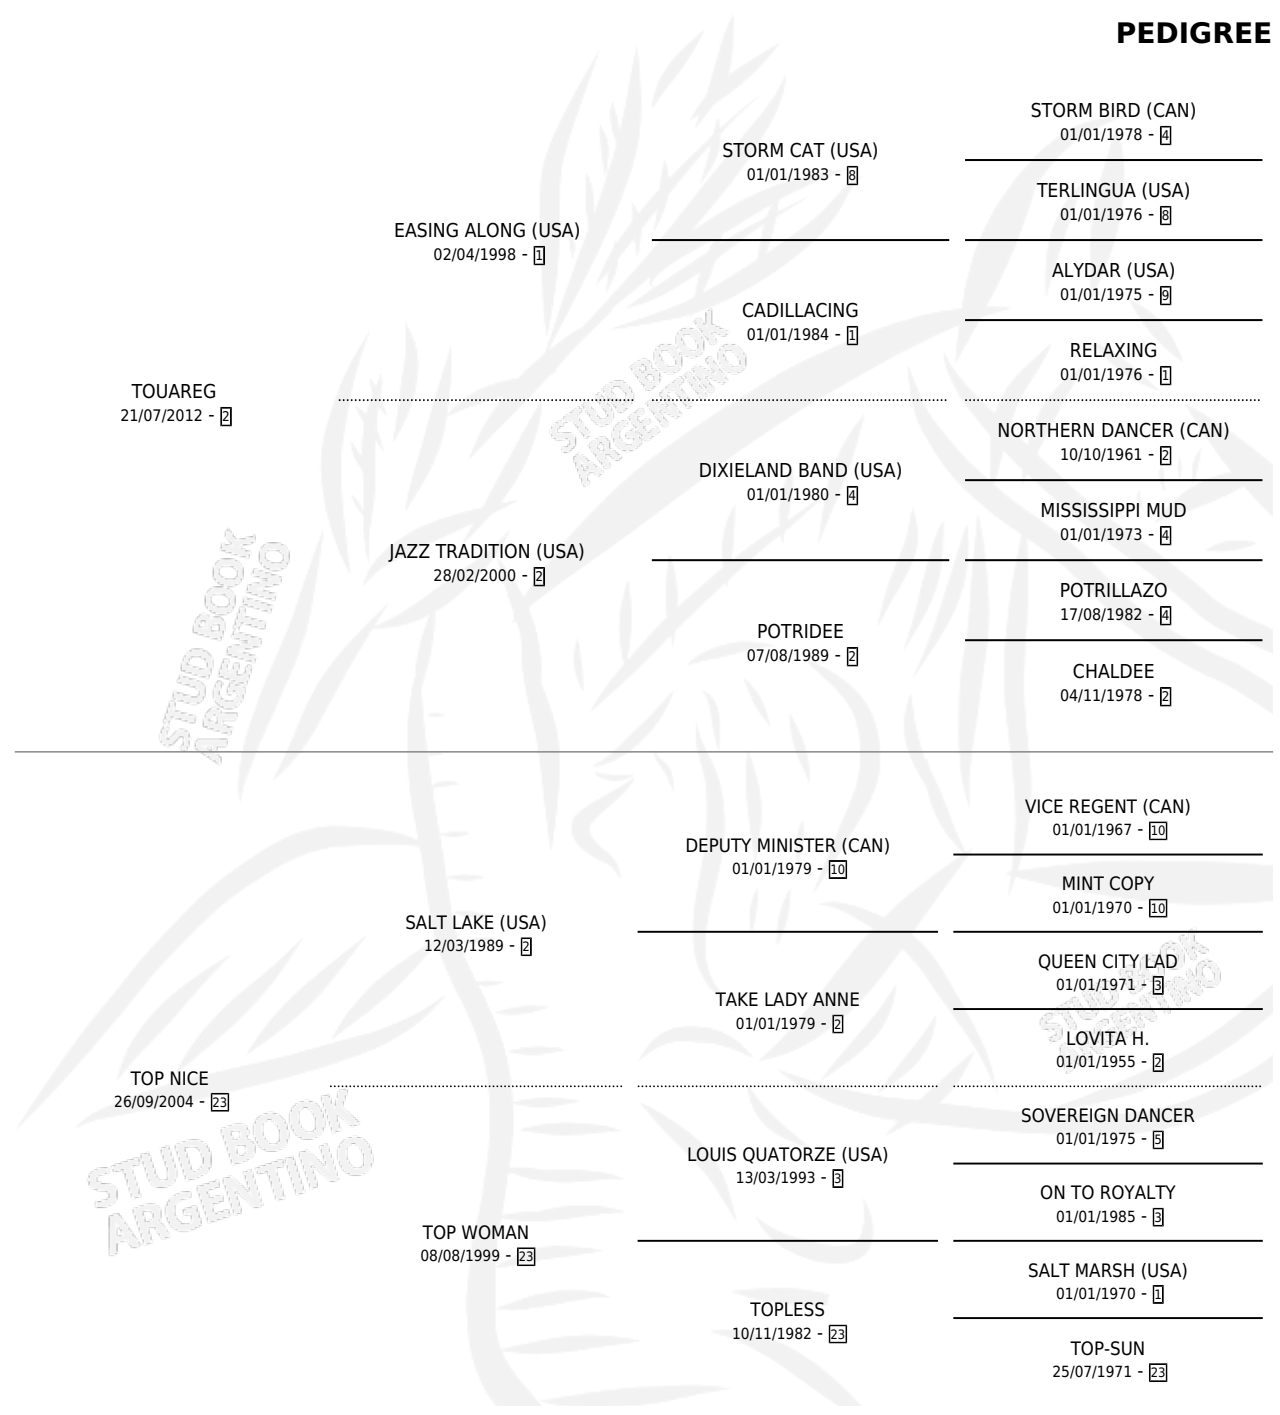 PEDIGREE
STORM BIRD (CAN)
01/01/1978 - 4
STORM CAT (USA)
01/01/1983 - 8
TERLINGUA (USA)
01/01/1976 - 8
EASING ALONG (USA)
02/04/1998 - 1
ALYDAR (USA)
01/01/1975 - 9
CADILLACING
01/01/1984 - 1
RELAXING
01/01/1976 - 1
TOUAREG
21/07/2012 - 2
NORTHERN DANCER (CAN)
10/10/1961 - 2
DIXIELAND BAND (USA)
01/01/1980 - 4
MISSISSIPPI MUD
01/01/1973 - 4
JAZZ TRADITION (USA)
28/02/2000 - 2
POTRILLAZO
17/08/1982 - 4
POTRIDEE
07/08/1989 - 2
CHALDEE
04/11/1978 - 2
VICE REGENT (CAN)
01/01/1967 - 10
DEPUTY MINISTER (CAN)
01/01/1979 - 10
MINT COPY
01/01/1970 - 10
SALT LAKE (USA)
12/03/1989 - 2
QUEEN CITY LAD
01/01/1971 - 3
TAKE LADY ANNE
01/01/1979 - 2
LOVITA H.
01/01/1955 - 2
TOP NICE
26/09/2004 - 23
SOVEREIGN DANCER
01/01/1975 - 5
LOUIS QUATORZE (USA)
13/03/1993 - 3
ON TO ROYALTY
01/01/1985 - 3
TOP WOMAN
08/08/1999 - 23
SALT MARSH (USA)
01/01/1970 - 1
TOPLESS
10/11/1982 - 23
TOP-SUN
25/07/1971 - 23
STUD BOOK
ARGENTINO
STUD BOOK
ARGENTINO
STUD BOOK
ARGENTINO
STUD BOOK
ARGENTINO